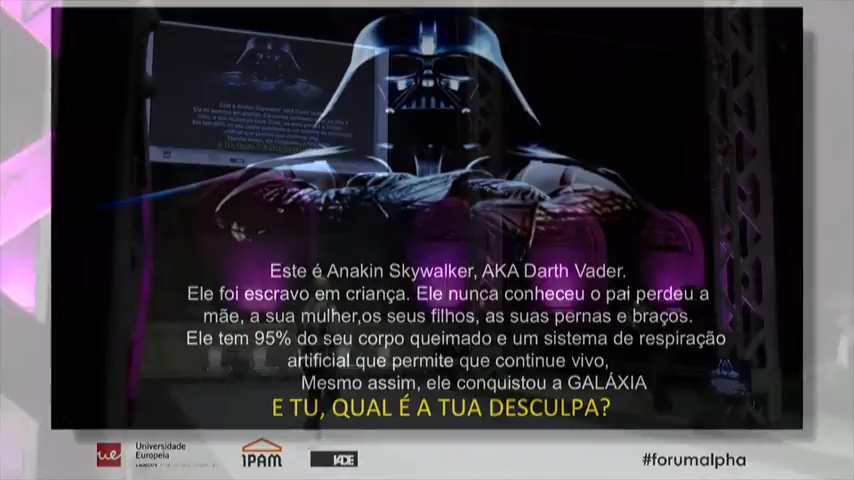 Este é Anakin Skywalker, AKA Darth Vader.
Ele foi escravo em criança. Ele nunca conheceu o pai perdeu a
mãe, a sua mulher,os seus filhos, as suas pernas e braços.
Ele tem 95% do seu corpo queimado e um sistema de respiração
artificial que permite que continue vivo,
Mesmo assim, ele conquistou a GALÁXIA
E TU, QUAL É A TUA DESCULPA?
ue Universidade
Europeia
IPAM
IADE
#forumalpha